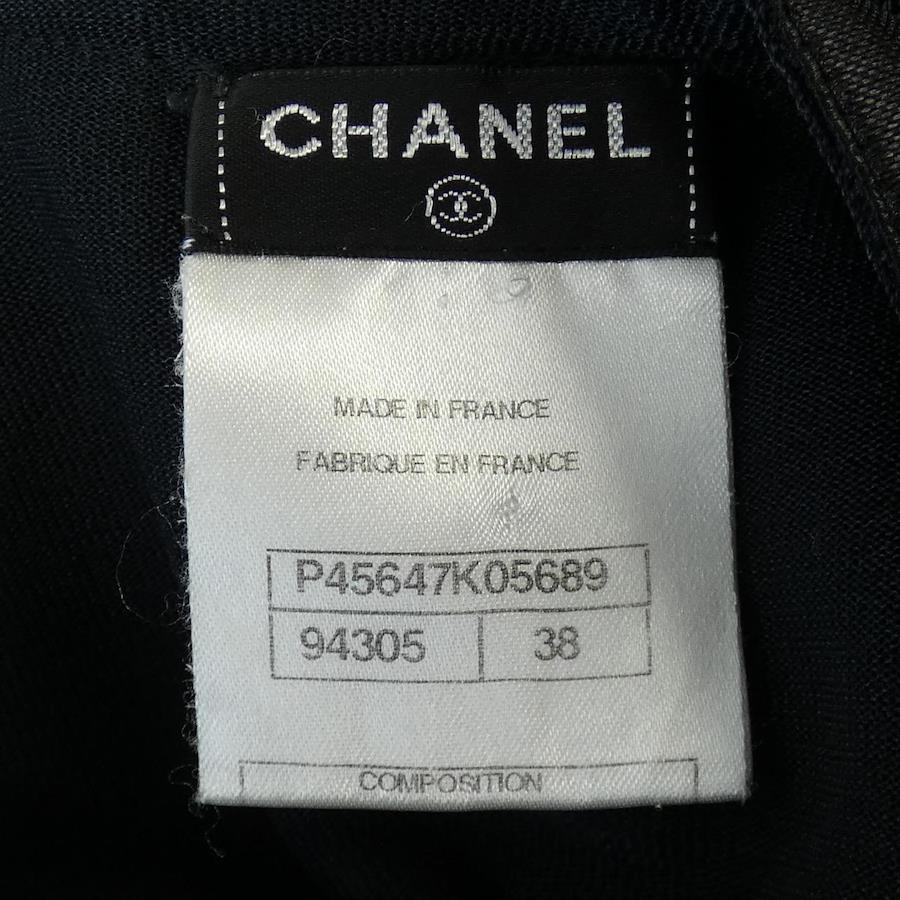 CHANEL
MADE IN FRANCE
FABRIQUE EN FRANCE
P45647K05689
94305 38
COMPOSITION